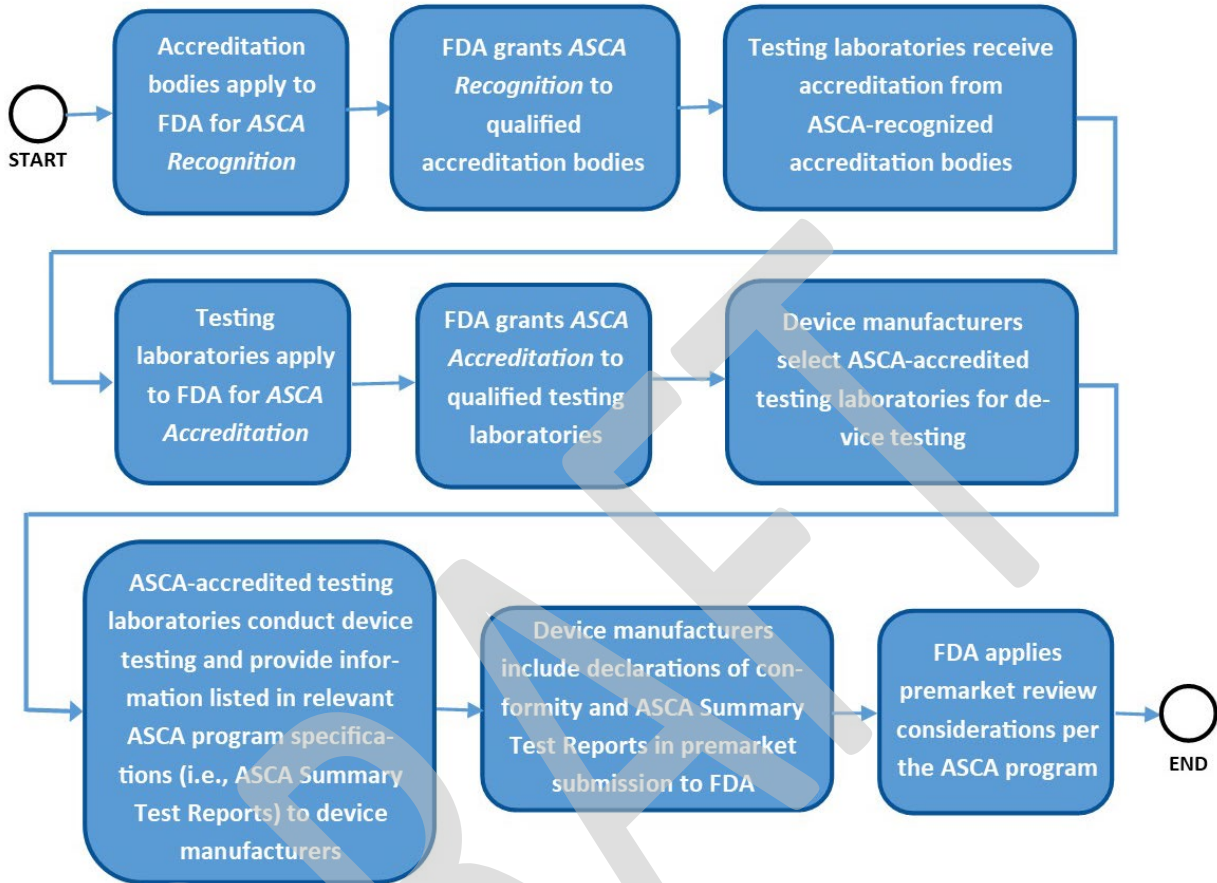 START
Accreditation
bodies apply to
FDA for ASCA
Recognition
FDA grants ASCA
Recognition to
qualified
accreditation bodies
Testing laboratories receive
accreditation from
ASCA-recognized
accreditation bodies
Testing
laboratories apply
to FDA for ASCA
Accreditation
FDA grants ASCA
Accreditation to
qualified testing
laboratories
Device manufacturers
select ASCA-accredited
testing laboratories for de-
vice testing
ASCA-accredited testing
laboratories conduct device
testing and provide infor-
mation listed in relevant
ASCA program specifica-
tions (i.e., ASCA Summary
Test Reports) to device
manufacturers
Device manufacturers
include declarations of con-
formity and ASCA Summary
Test Reports in premarket
submission to FDA
FDA applies
premarket review
considerations per
the ASCA program
END
RAFT